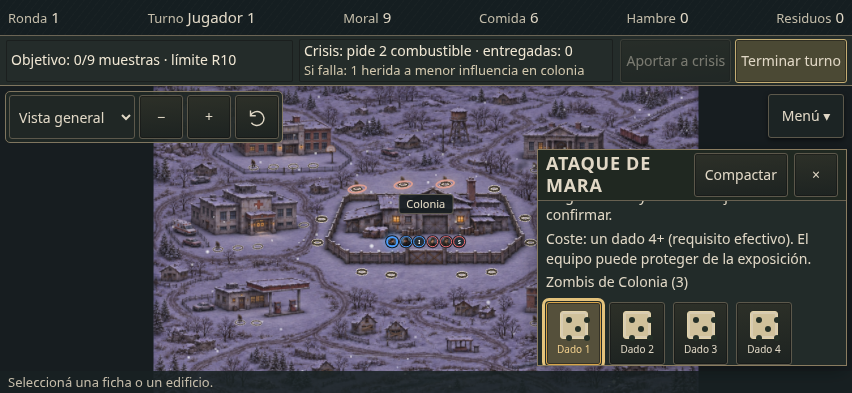 Ronda 1 Turno Jugador 1 Moral 9 Comida 6 Hambre 0 Residuos 0
Objetivo: 0/9 muestras · límite R10
Crisis: pide 2 combustible · entregadas: 0
Si falla: 1 herida a menor influencia en colonia
Aportar a crisis
Terminar turno
Vista general
−
+
Menú ▾
ATAQUE DE MARA
Compactar
×
confirmar.
Coste: un dado 4+ (requisito efectivo). El
equipo puede proteger de la exposición.
Zombis de Colonia (3)
Dado 1 Dado 2 Dado 3 Dado 4
Colonia
Seleccioná una ficha o un edificio.